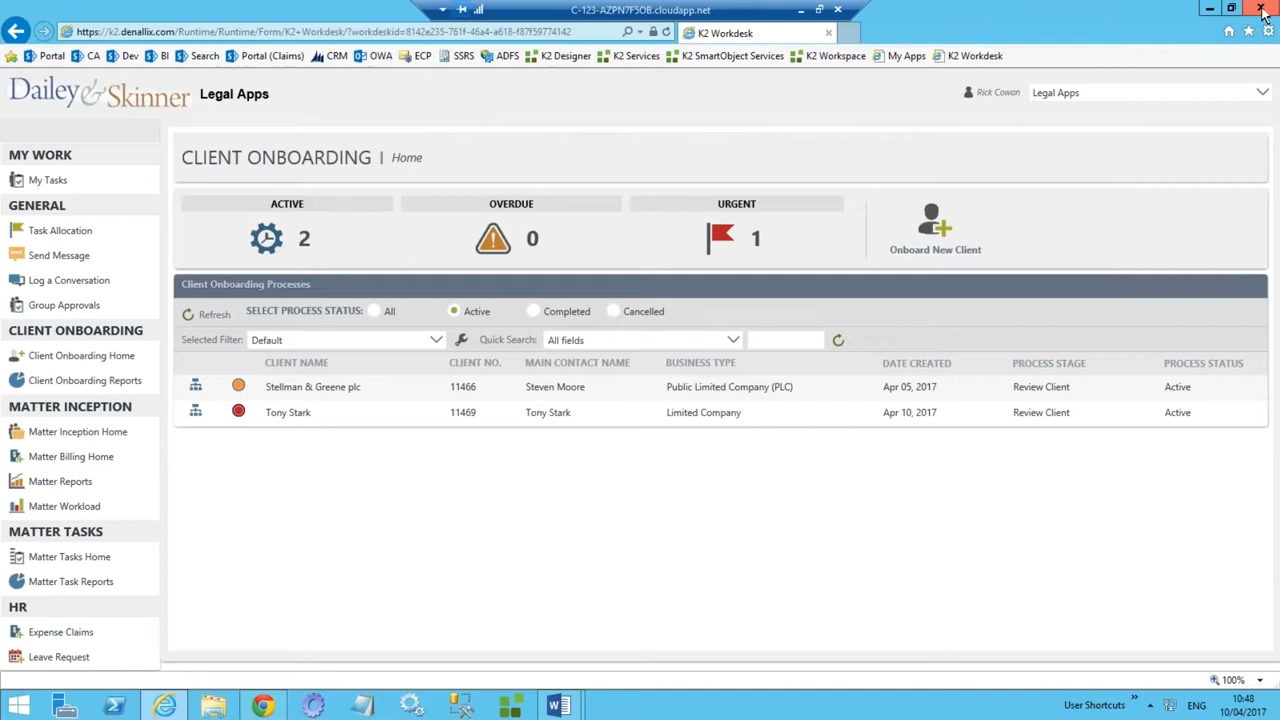 C-123-AZPN7F5OB.cloudapp.net
https://k2.denallix.com/Runtime/Runtime/Form/K2+Workdesk/?workdeskid=8142e235-761f-46a4-a618-f87f59774142
K2 Workdesk
Portal CA Dev BI Search Portal (Claims) CRM OWA ECP SSRS ADFS K2 Designer K2 Services K2 SmartObject Services K2 Workspace My Apps K2 Workdesk
Dailey & Skinner Legal Apps
Rick Cowan Legal Apps
MY WORK
My Tasks
GENERAL
Task Allocation
Send Message
Log a Conversation
Group Approvals
CLIENT ONBOARDING
Client Onboarding Home
Client Onboarding Reports
MATTER INCEPTION
Matter Inception Home
Matter Billing Home
Matter Reports
Matter Workload
MATTER TASKS
Matter Tasks Home
Matter Task Reports
HR
Expense Claims
Leave Request
CLIENT ONBOARDING | Home
ACTIVE OVERDUE URGENT
2 0 1
Onboard New Client
Client Onboarding Processes
Refresh SELECT PROCESS STATUS: All Active Completed Cancelled
Selected Filter: Default Quick Search: All fields
CLIENT NAME CLIENT NO. MAIN CONTACT NAME BUSINESS TYPE DATE CREATED PROCESS STAGE PROCESS STATUS
Stellman & Greene plc 11466 Steven Moore Public Limited Company (PLC) Apr 05, 2017 Review Client Active
Tony Stark 11469 Tony Stark Limited Company Apr 10, 2017 Review Client Active
100%
User Shortcuts ENG 10:48
10/04/2017